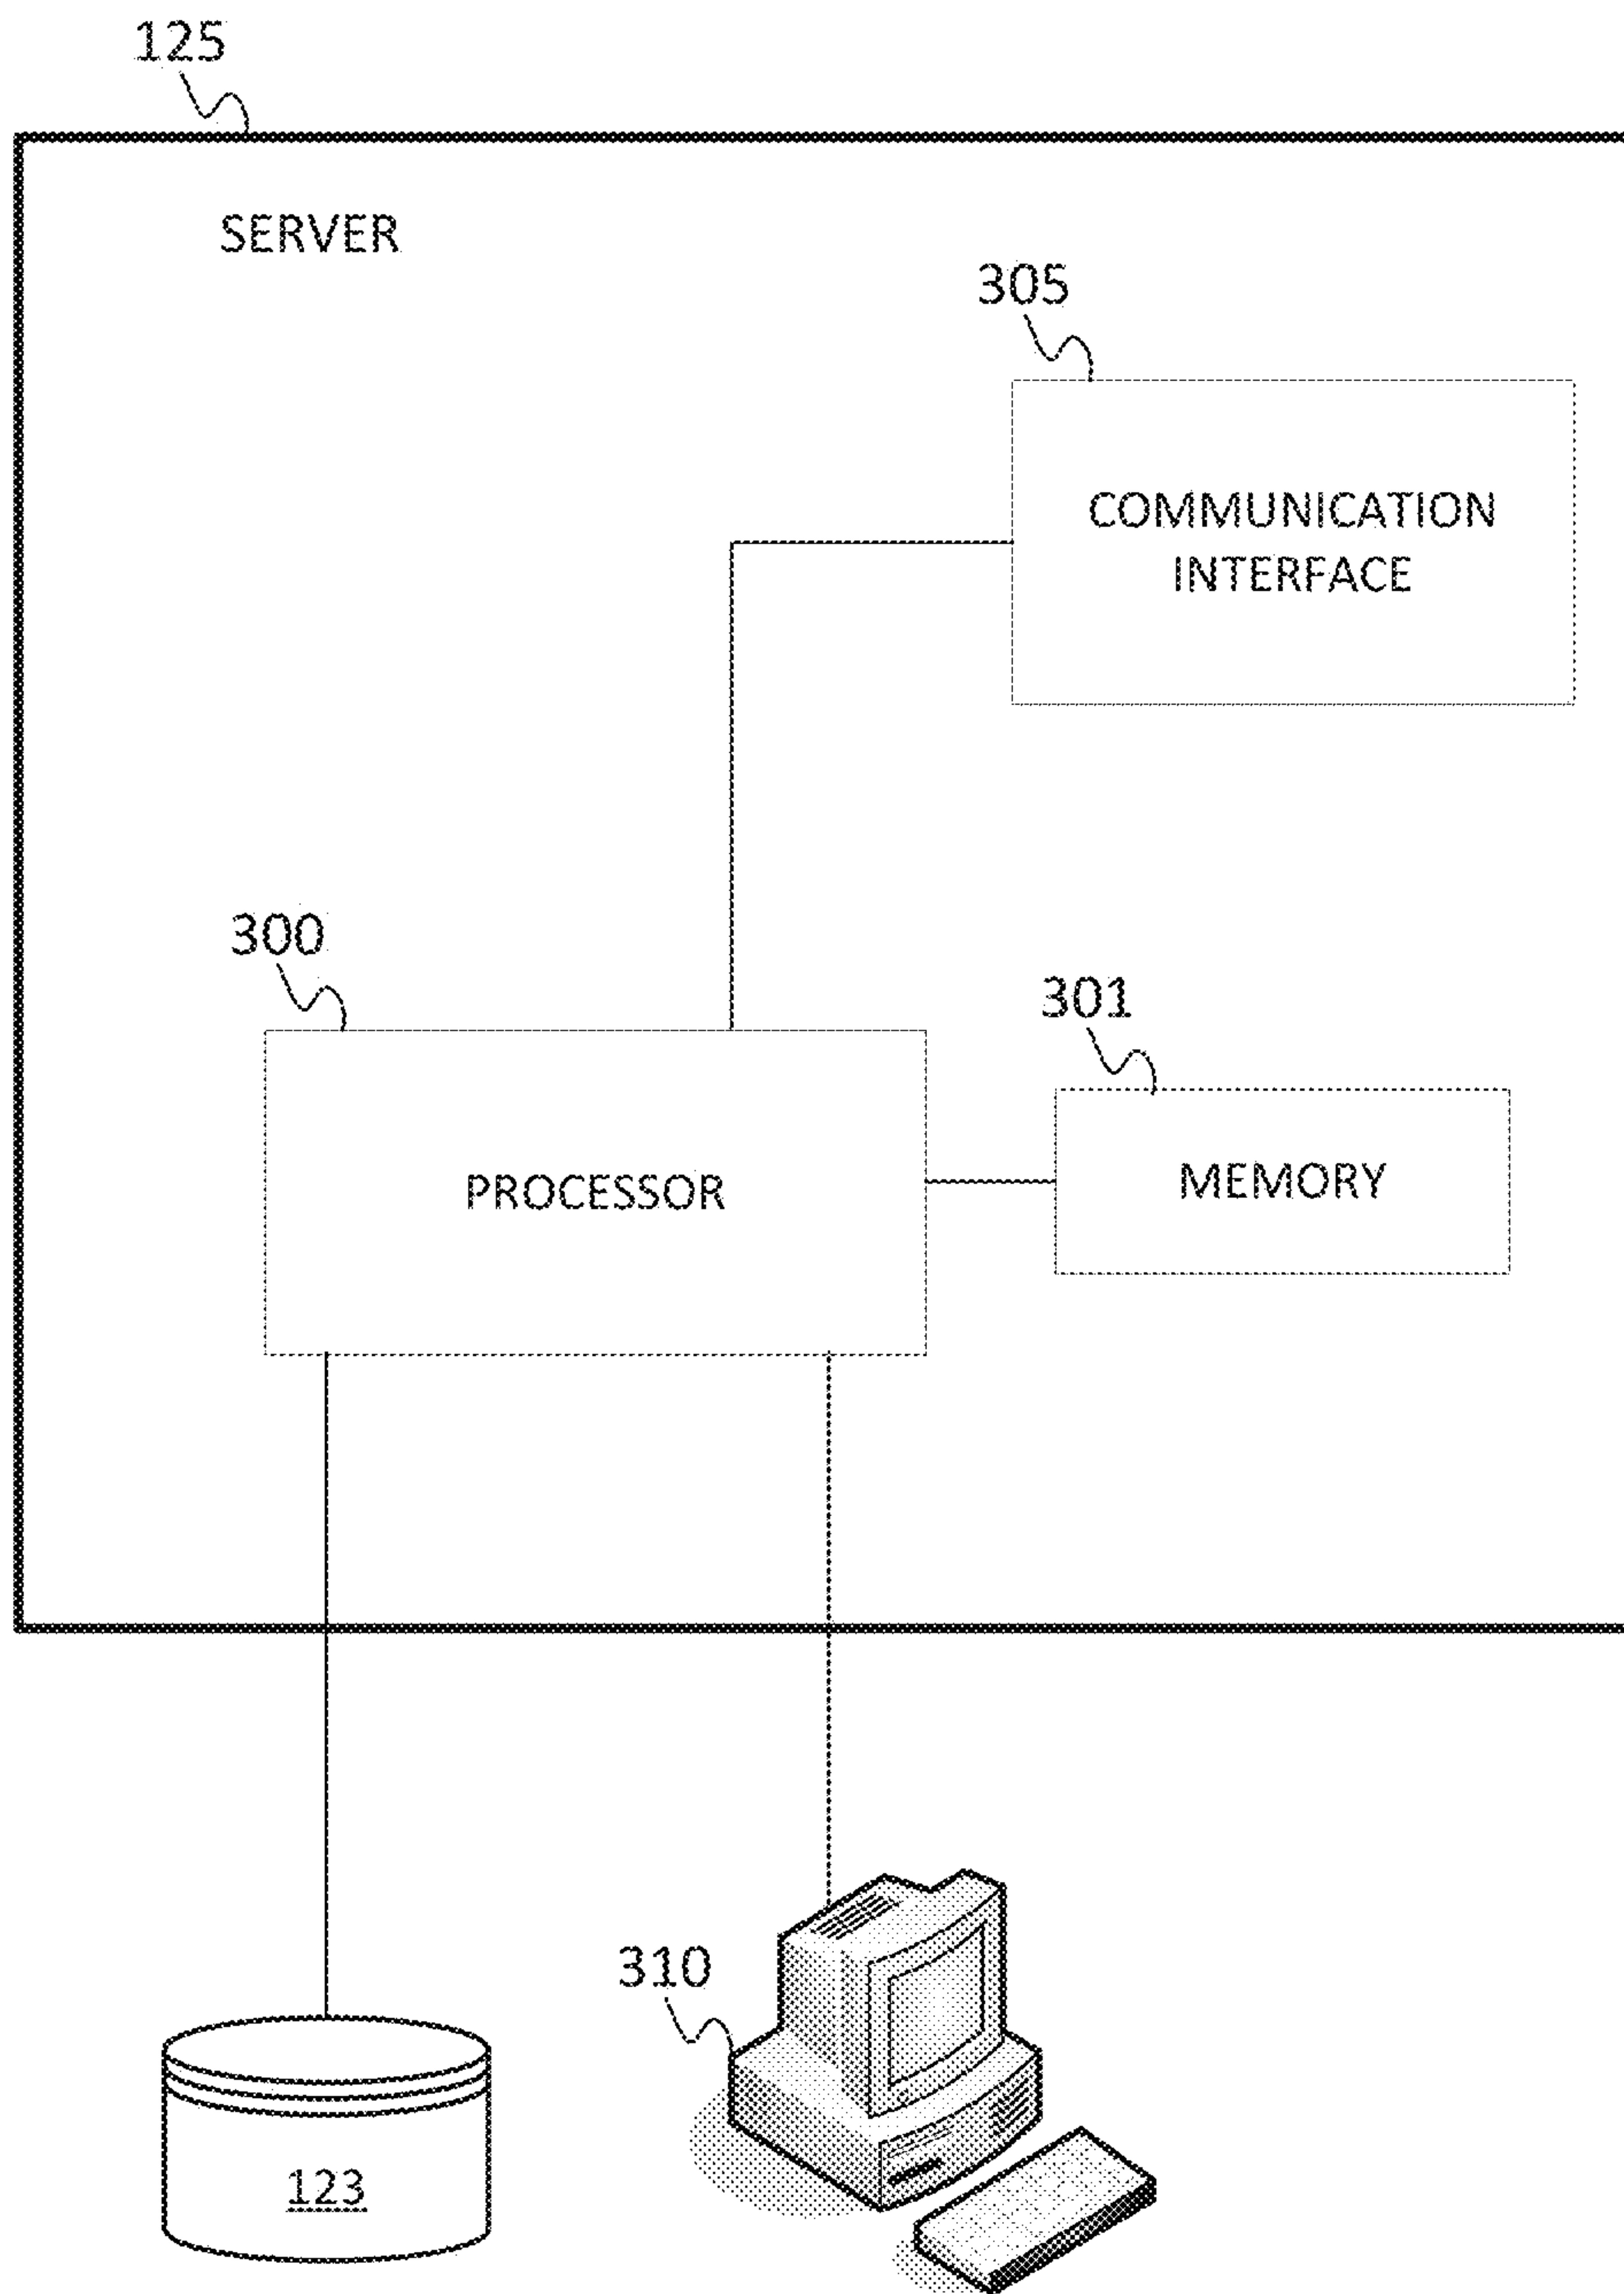 125
SERVER
305
COMMUNICATION
INTERFACE
300
301
PROCESSOR
MEMORY
310
123